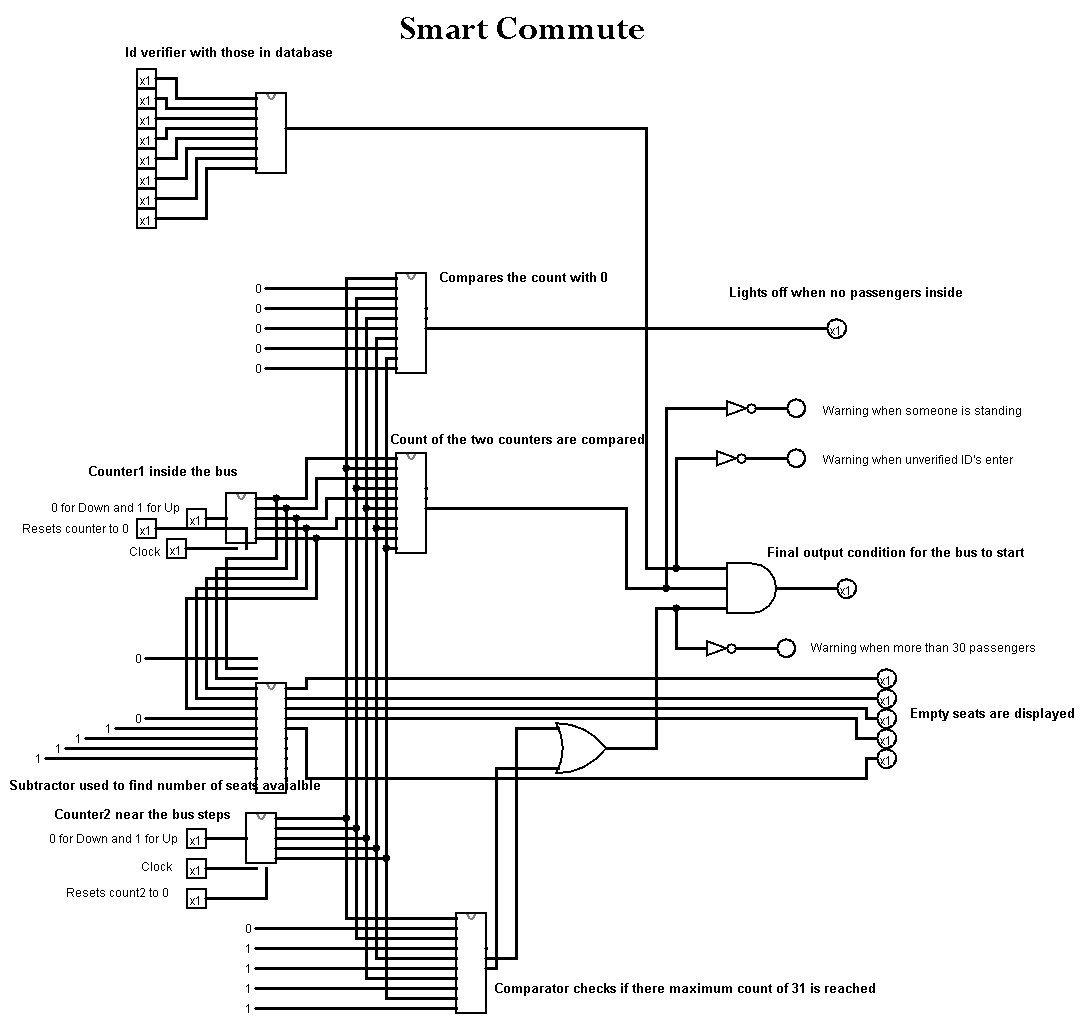 Smart Commute
Id verifier with those in database
x1
x1
x1
x1
x1
x1
x1
x1
Compares the count with 0
0
0
0
0
0
Lights off when no passengers inside
x1
Warning when someone is standing
Count of the two counters are compared
Warning when unverified ID's enter
Counter1 inside the bus
0 for Down and 1 for Up
x1
Resets counter to 0
x1
Clock
x1
Final output condition for the bus to start
x1
Warning when more than 30 passengers
0
x1
x1
Empty seats are displayed
x1
x1
x1
0
1
1
1
1
Subtractor used to find number of seats avaialble
Counter2 near the bus steps
0 for Down and 1 for Up
x1
Clock
x1
Resets count2 to 0
x1
0
1
1
1
1
Comparator checks if there maximum count of 31 is reached